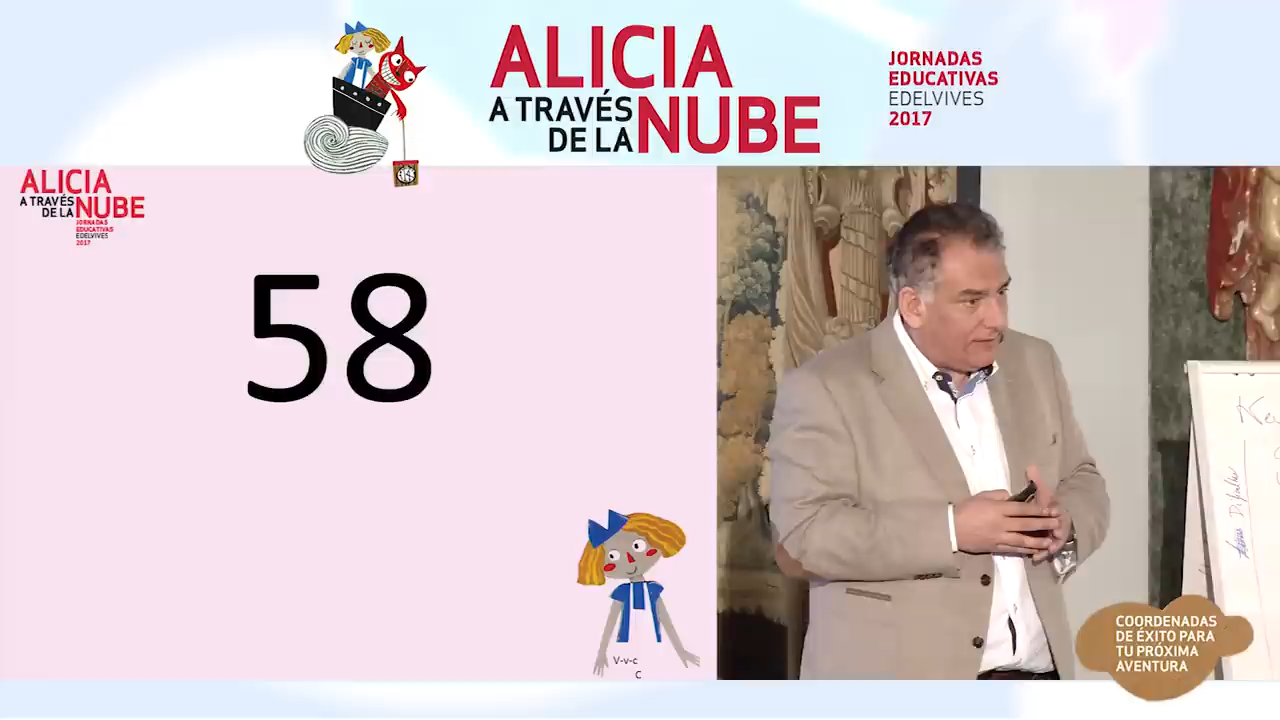 ALICIA
A TRAVÉS
DE LA NUBE
JORNADAS
EDUCATIVAS
EDELVIVES
2017
ALICIA
A TRAVÉS
DE LA NUBE
JORNADAS
EDUCATIVAS
EDELVIVES
2017
58
V-v-c
C
COORDENADAS
DE ÉXITO PARA
TU PRÓXIMA
AVENTURA